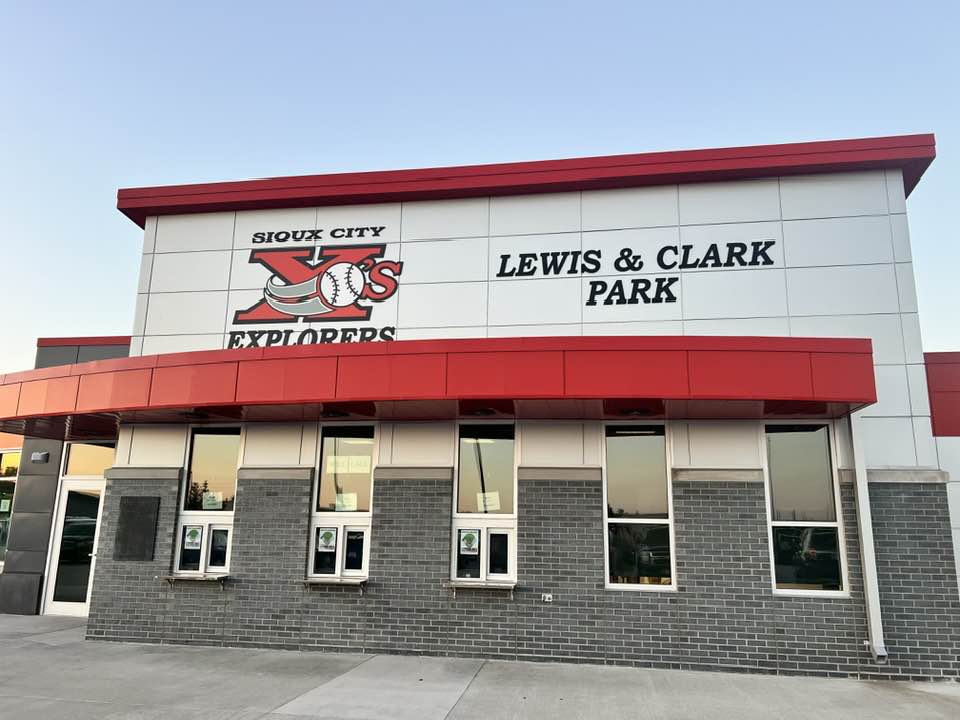 SIOUX CITY
X's
EXPLORERS
LEWIS & CLARK
PARK